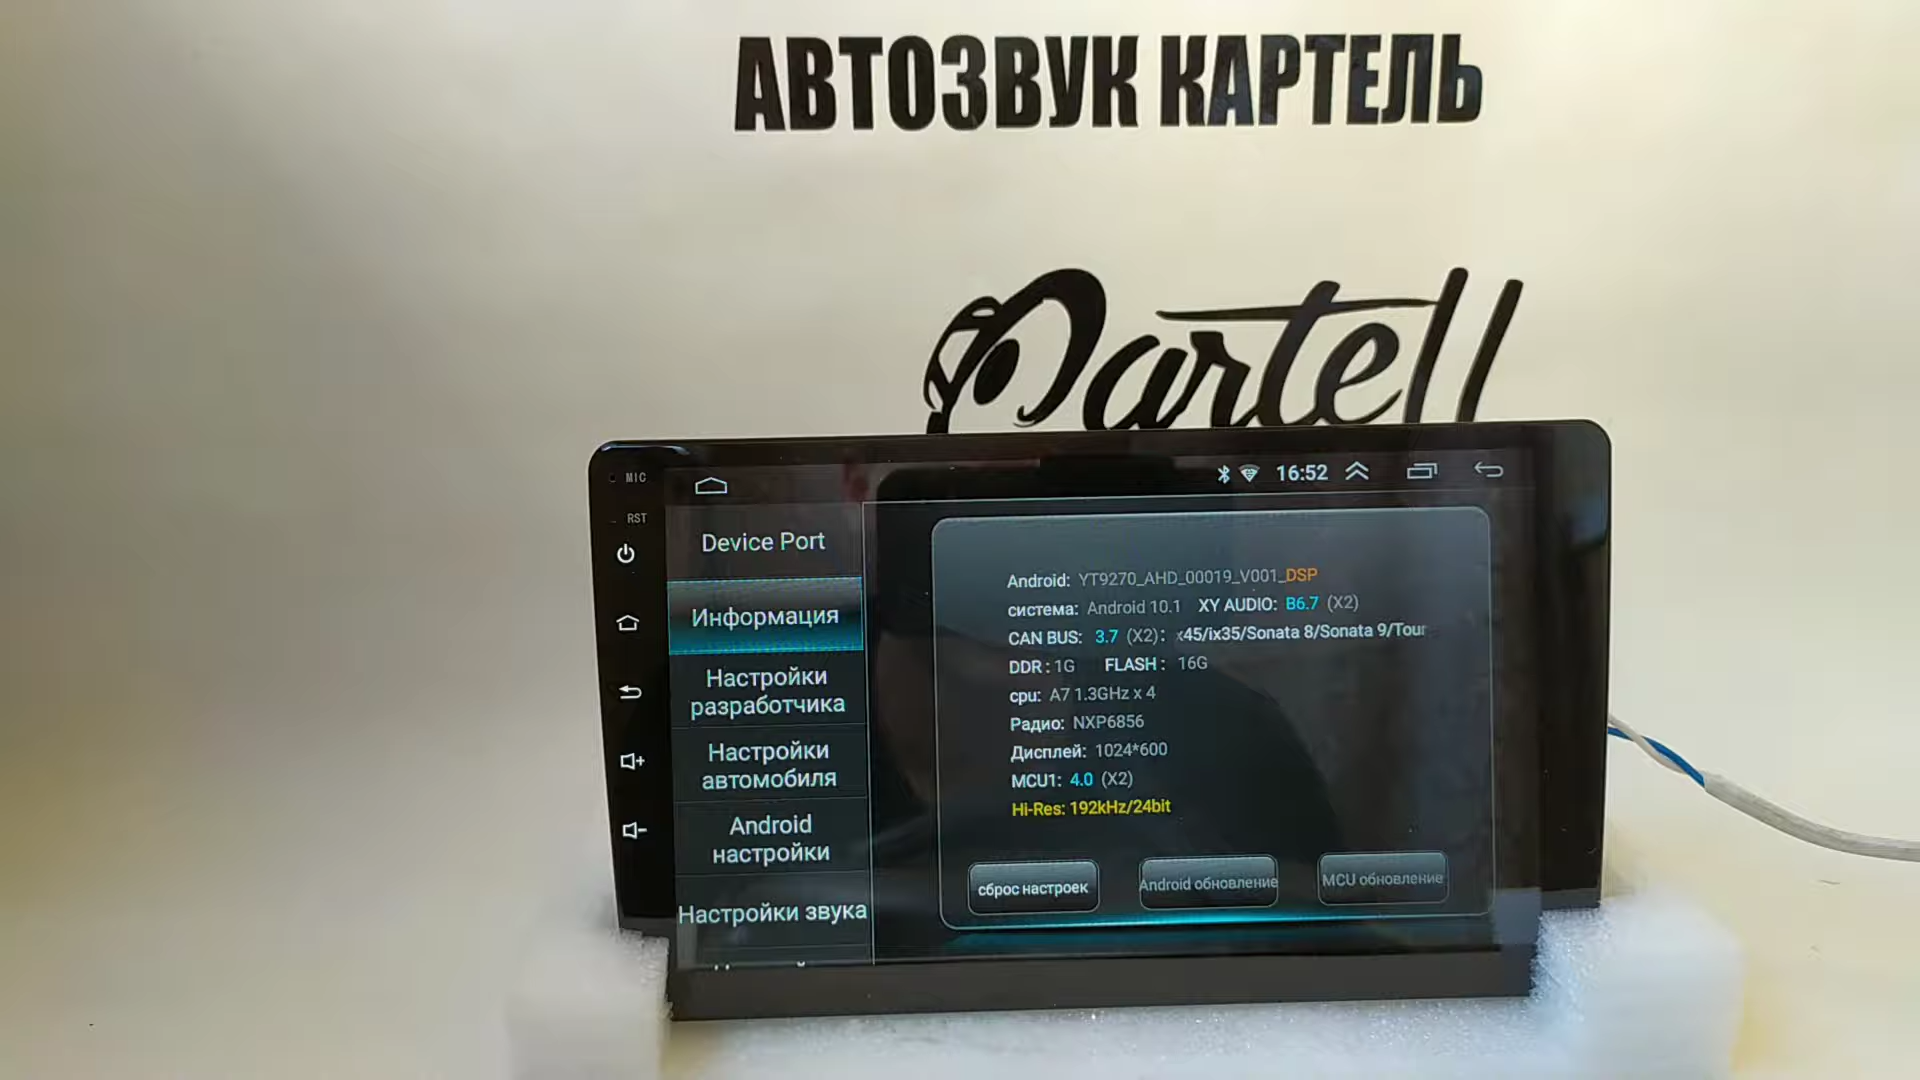 АВТОЗВУК КАРТЕЛЬ
Cartell
MIC
RST
16:52
Device Port
Информация
Настройки
разработчика
Настройки
автомобиля
Android
настройки
Настройки звука
Android: YT9270_AHD_00019_V001_DSP
система: Android 10.1 XY AUDIO: B6.7 (X2)
CAN BUS: 3.7 (X2): x45/ix35/Sonata 8/Sonata 9/Tour
DDR: 1G FLASH: 16G
cpu: A7 1.3GHz x 4
Радио: NXP6856
Дисплей: 1024*600
MCU1: 4.0 (X2)
Hi-Res: 192kHz/24bit
сброс настроек
Android обновление
MCU обновление